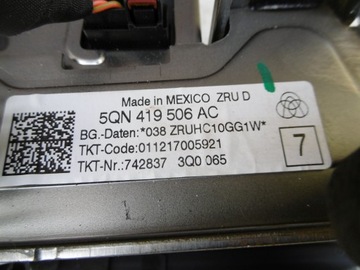 Made in MEXICO ZRU D
5QN 419 506 AC
BG.-Daten:*038 ZRUHC10GG1W*
TKT-Code:011217005921
TKT-Nr.:742837 3Q0 065
7